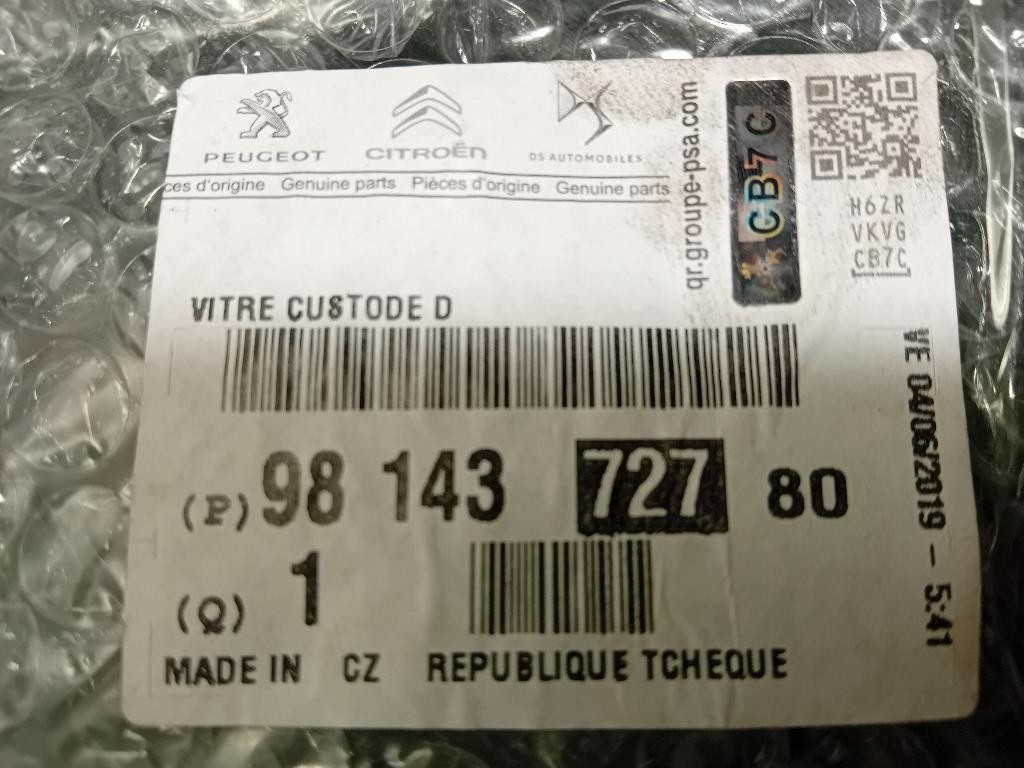 PEUGEOT CITROËN DS AUTOMOBILES
ces d'origine Genuine parts Pièces d'origine Genuine parts
qr.groupe-psa.com
CB7C
H6ZR
VKVG
CB7C
VITRE CUSTODE D
(P) 98 143 727 80
(Q) 1
MADE IN CZ REPUBLIQUE TCHEQUE
VE 04/06/2019 - 5:41